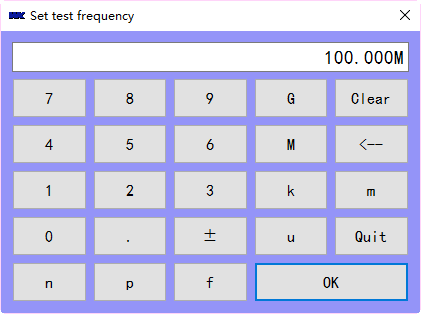 Set test frequency
100.000M
7 8 9 G Clear
4 5 6 M <--
1 2 3 k m
0 . ± u Quit
n p f OK